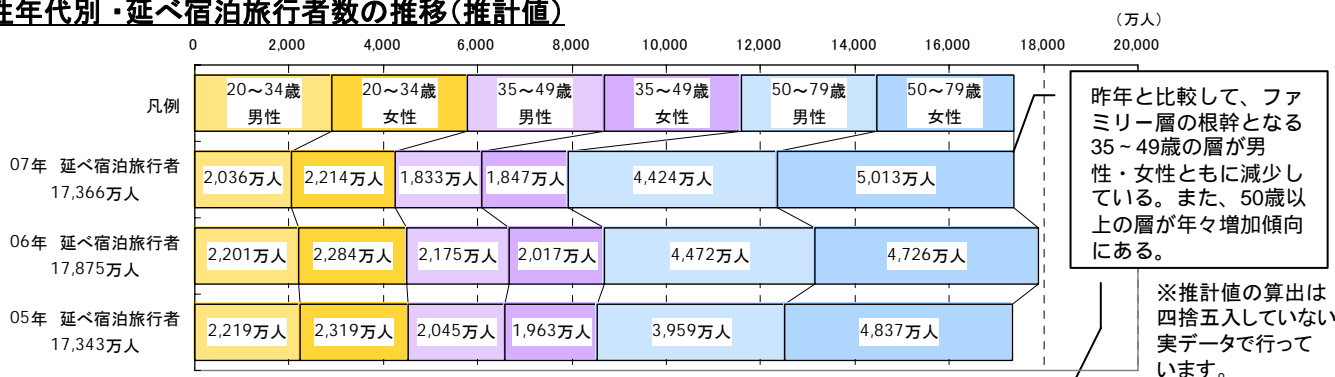 性年代別・延べ宿泊旅行者数の推移(推計値)
(万人)
0 2,000 4,000 6,000 8,000 10,000 12,000 14,000 16,000 18,000 20,000
凡例
20～34歳
男性
20～34歳
女性
35～49歳
男性
35～49歳
女性
50～79歳
男性
50～79歳
女性
07年 延べ宿泊旅行者
17,366万人
2,036万人 2,214万人 1,833万人 1,847万人 4,424万人 5,013万人
06年 延べ宿泊旅行者
17,875万人
2,201万人 2,284万人 2,175万人 2,017万人 4,472万人 4,726万人
05年 延べ宿泊旅行者
17,343万人
2,219万人 2,319万人 2,045万人 1,963万人 3,959万人 4,837万人
昨年と比較して、ファ
ミリー層の根幹となる
35～49歳の層が男
性・女性ともに減少し
ている。また、50歳以
上の層が年々増加傾向
にある。
※推計値の算出は
四捨五入していない
実データで行って
います。